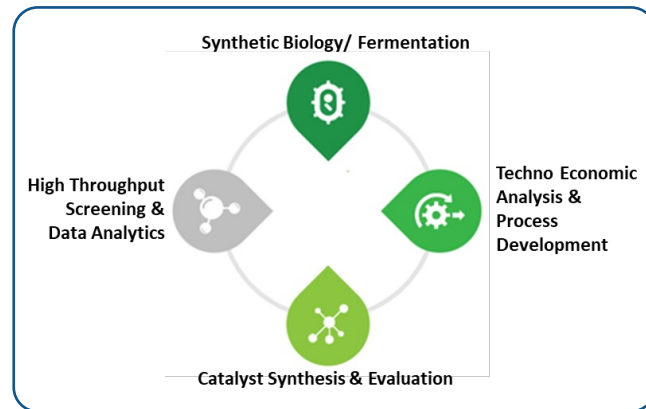 Synthetic Biology/ Fermentation
High Throughput
Screening &
Data Analytics
Techno Economic
Analysis &
Process
Development
Catalyst Synthesis & Evaluation